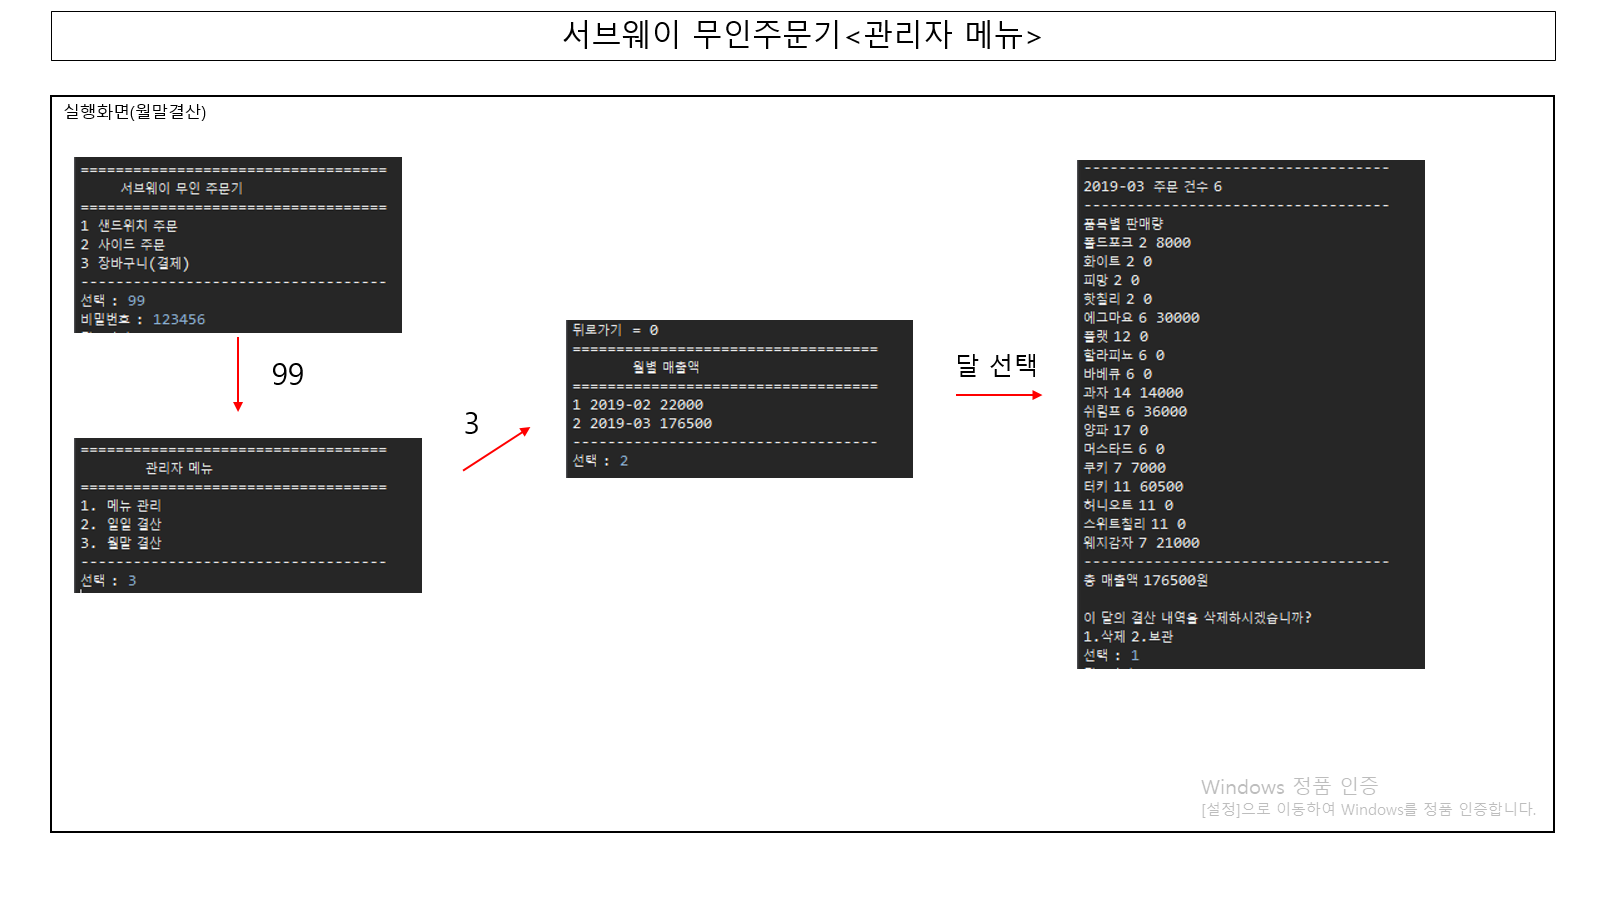 서브웨이 무인주문기<관리자 메뉴>
실행화면(월말결산)
===================================
서브웨이 무인 주문기
===================================
1 샌드위치 주문
2 사이드 주문
3 장바구니(결제)
-----------------------------------
선택 : 99
비밀번호 : 123456
99
===================================
관리자 메뉴
===================================
1. 메뉴 관리
2. 일일 결산
3. 월말 결산
-----------------------------------
선택 : 3
3
뒤로가기 = 0
===================================
월별 매출액
===================================
1 2019-02 22000
2 2019-03 176500
-----------------------------------
선택 : 2
달 선택
-----------------------------------
2019-03 주문 건수 6
-----------------------------------
품목별 판매량
폴드포크 2 8000
화이트 2 0
피망 2 0
핫칠리 2 0
에그마요 6 30000
플랫 12 0
할라피뇨 6 0
바베큐 6 0
과자 14 14000
쉬림프 6 36000
양파 17 0
머스타드 6 0
쿠키 7 7000
터키 11 60500
허니오트 11 0
스위트칠리 11 0
웨지감자 7 21000
-----------------------------------
총 매출액 176500원
이 달의 결산 내역을 삭제하시겠습니까?
1.삭제 2.보관
선택 : 1
Windows 정품 인증
[설정]으로 이동하여 Windows를 정품 인증합니다.